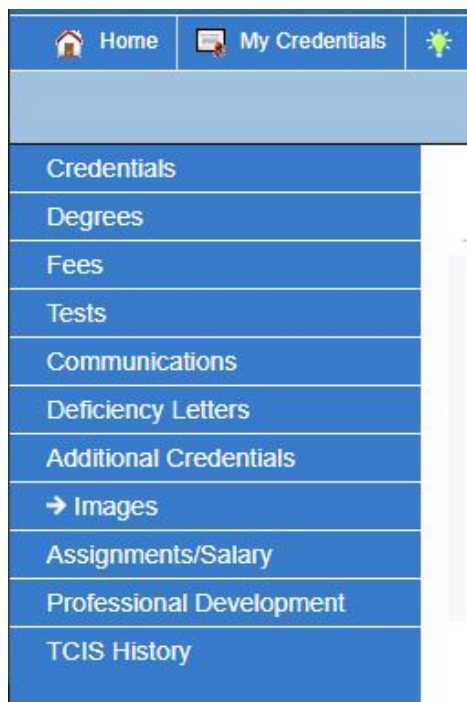 Home My Credentials
Credentials
Degrees
Fees
Tests
Communications
Deficiency Letters
Additional Credentials
→ Images
Assignments/Salary
Professional Development
TCIS History